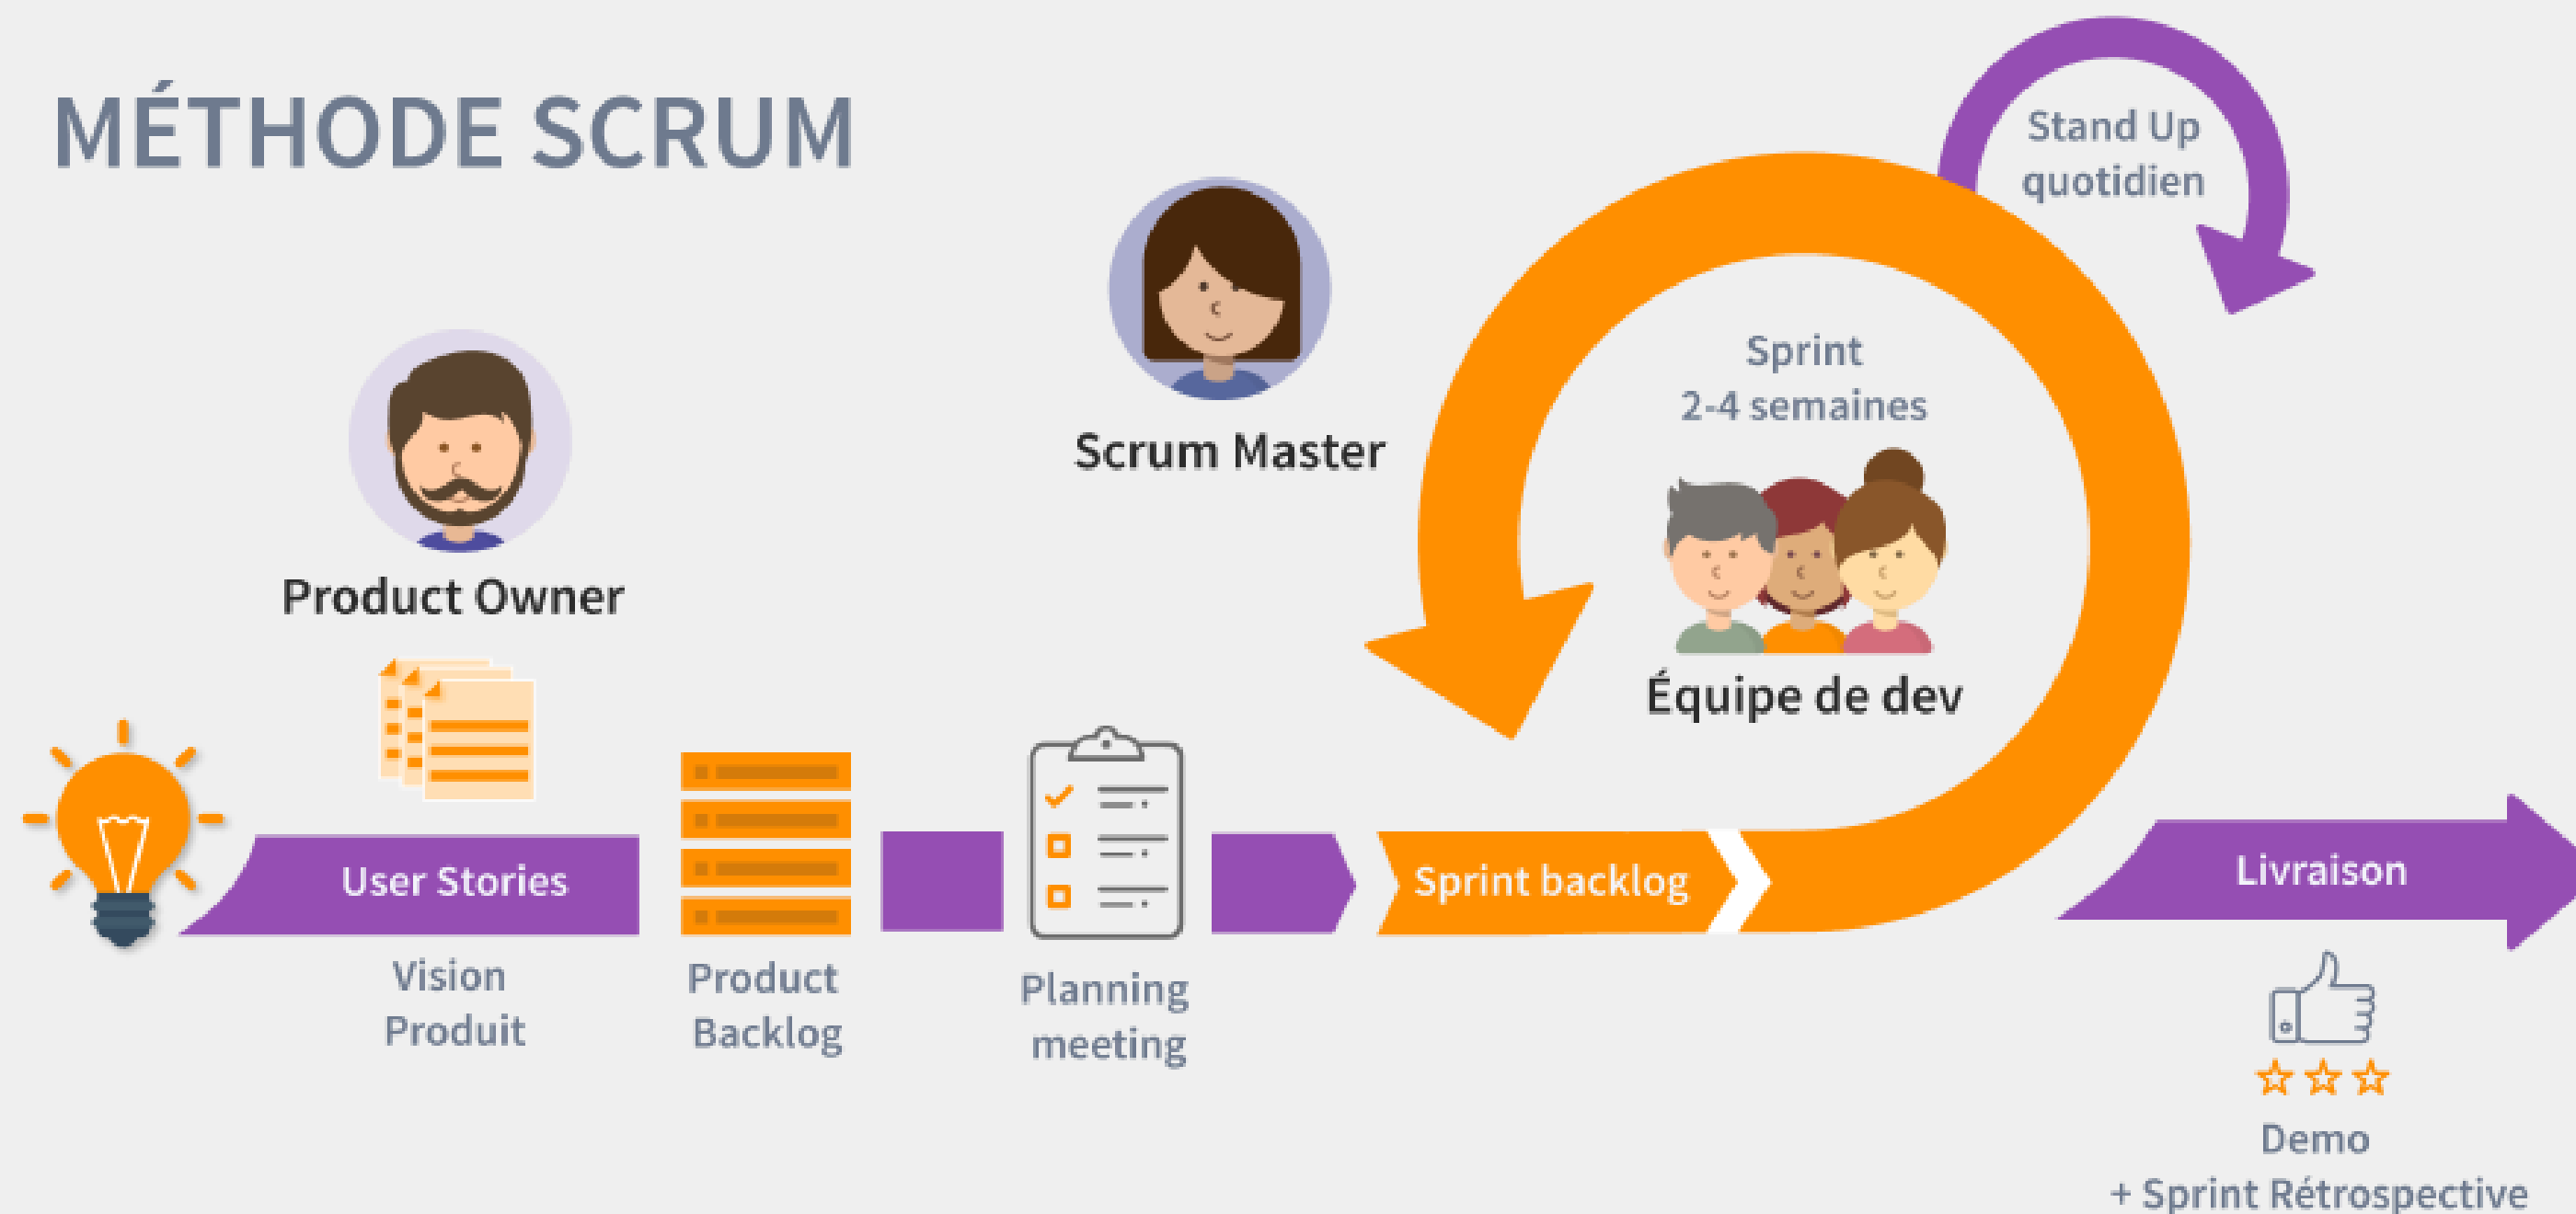 MÉTHODE SCRUM
Stand Up
quotidien
Sprint
2-4 semaines
Scrum Master
Product Owner
Équipe de dev
User Stories
Sprint backlog
Livraison
Vision
Produit
Product
Backlog
Planning
meeting
Demo
+ Sprint Rétrospective